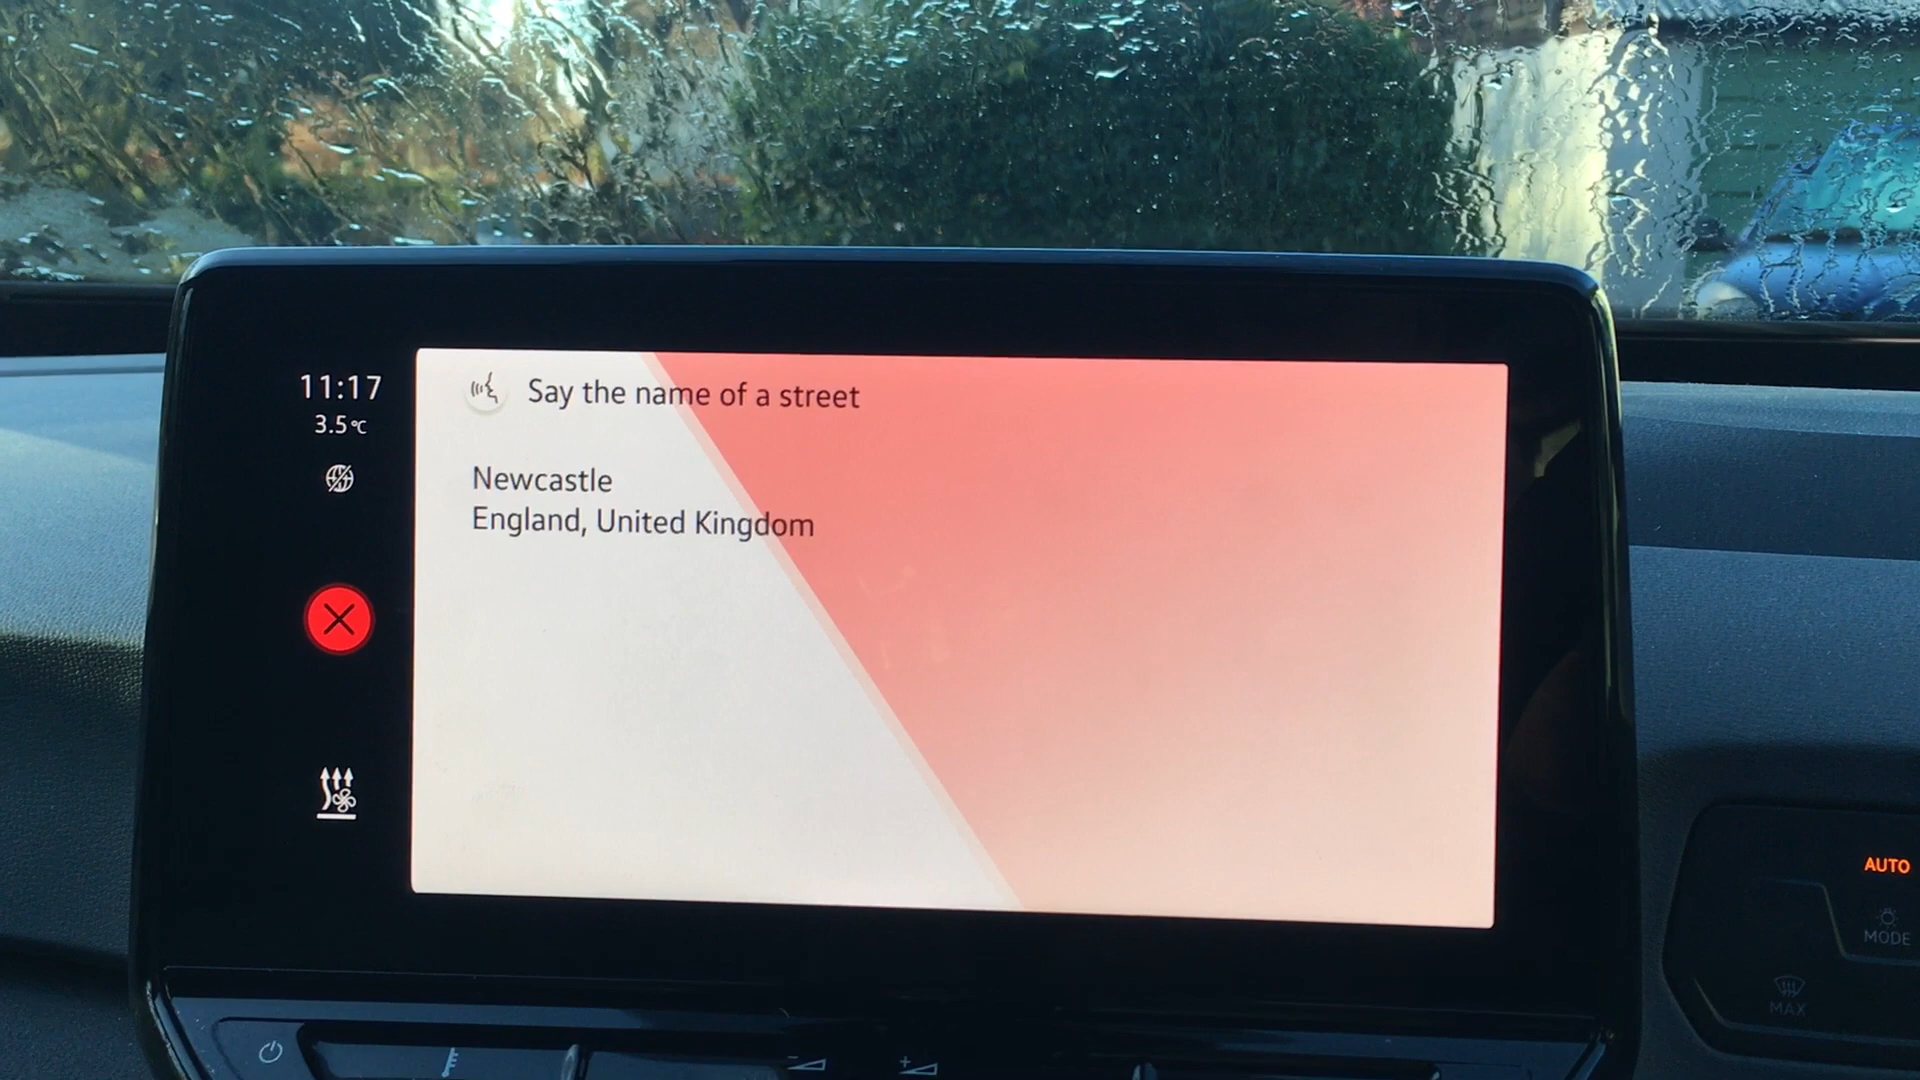 11:17
3.5°C
Say the name of a street
Newcastle
England, United Kingdom
AUTO
MODE
MAX